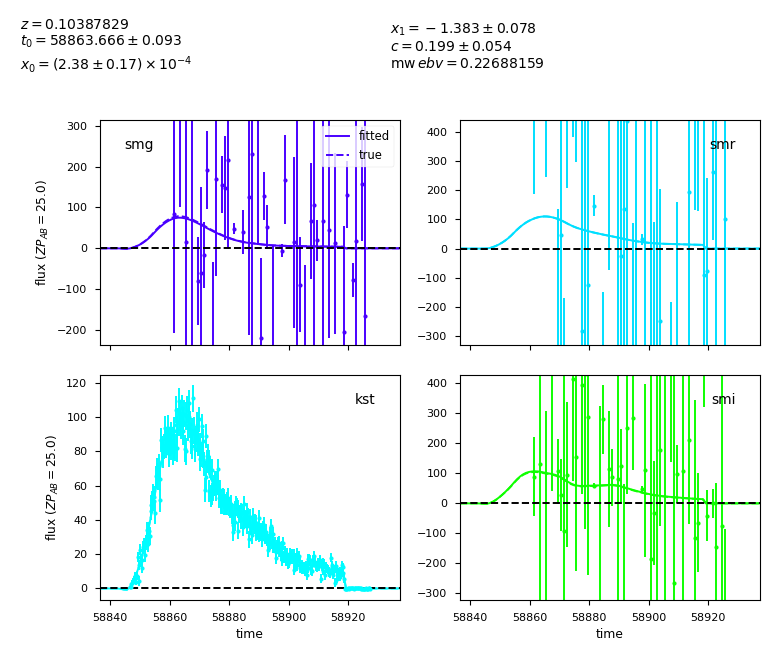 z = 0.10387829
t₀ = 58863.666 ± 0.093
x₀ = (2.38 ± 0.17) × 10⁻⁴
x₁ = −1.383 ± 0.078
c = 0.199 ± 0.054
mw ebv = 0.22688159
300
200
100
0
−100
−200
flux (ZP_AB = 25.0)
smg
fitted
true
400
300
200
100
0
−100
−200
−300
smr
120
100
80
60
40
20
0
flux (ZP_AB = 25.0)
kst
58840 58860 58880 58900 58920
time
400
300
200
100
0
−100
−200
−300
smi
58840 58860 58880 58900 58920
time